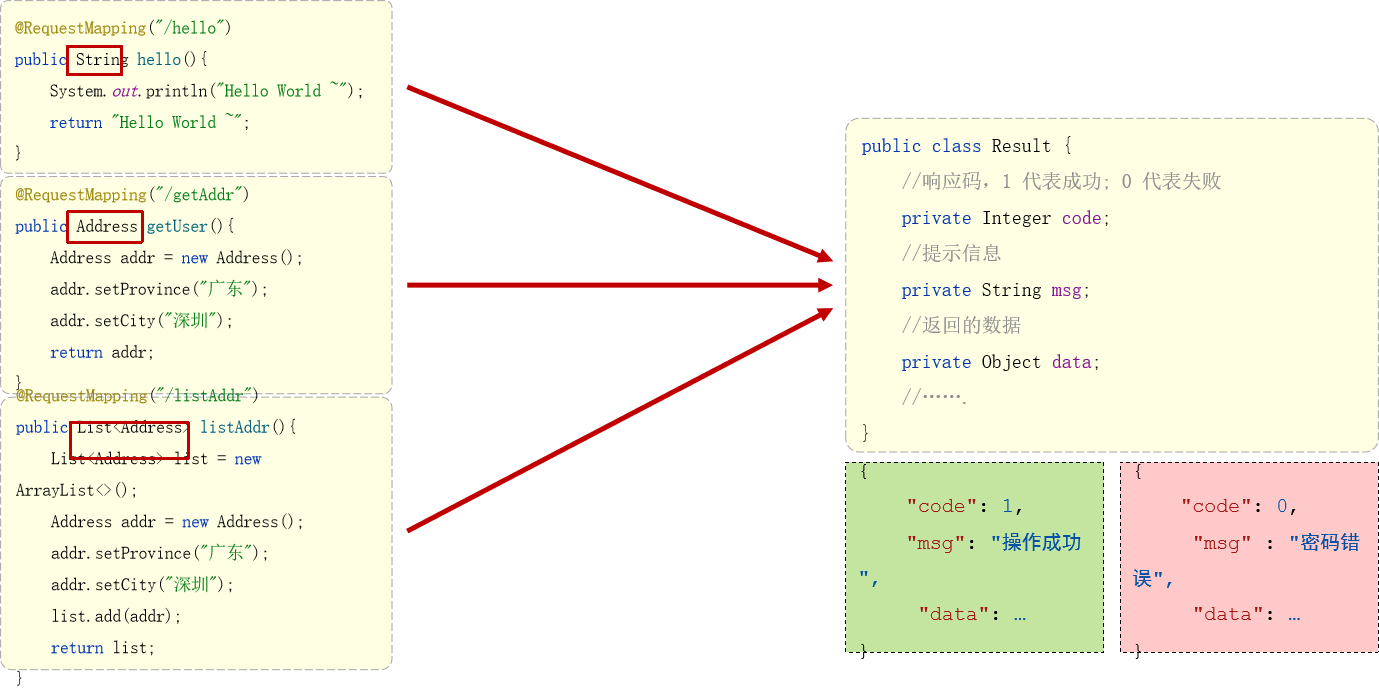 @RequestMapping("/hello")
public String hello(){
    System.out.println("Hello World ~");
    return "Hello World ~";
}
@RequestMapping("/getAddr")
public Address getUser(){
    Address addr = new Address();
    addr.setProvince("广东");
    addr.setCity("深圳");
    return addr;
}
@RequestMapping("/listAddr")
public List<Address> listAddr(){
    List<Address> list = new
ArrayList<>();
    Address addr = new Address();
    addr.setProvince("广东");
    addr.setCity("深圳");
    list.add(addr);
    return list;
}
public class Result {
    //响应码，1 代表成功; 0 代表失败
    private Integer code;
    //提示信息
    private String msg;
    //返回的数据
    private Object data;
    //…….
}
{
    "code": 1,
    "msg": "操作成功
",
     "data": …
}
{
    "code": 0,
     "msg" : "密码错
误",
     "data": …
}